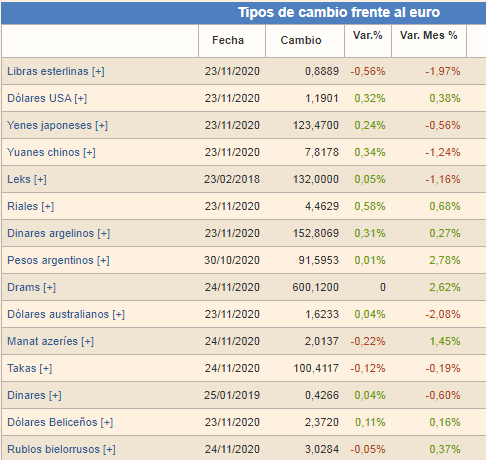 Tipos de cambio frente al euro
Fecha Cambio Var.% Var. Mes %
Libras esterlinas [+] 23/11/2020 0,8889 -0,56% -1,97%
Dólares USA [+] 23/11/2020 1,1901 0,32% 0,38%
Yenes japoneses [+] 23/11/2020 123,4700 0,24% -0,56%
Yuanes chinos [+] 23/11/2020 7,8178 0,34% -1,24%
Leks [+] 23/02/2018 132,0000 0,05% -1,16%
Riales [+] 23/11/2020 4,4629 0,58% 0,68%
Dinares argelinos [+] 23/11/2020 152,8069 0,31% 0,27%
Pesos argentinos [+] 30/10/2020 91,5953 0,01% 2,78%
Drams [+] 24/11/2020 600,1200 0 2,62%
Dólares australianos [+] 23/11/2020 1,6233 0,04% -2,08%
Manat azeríes [+] 24/11/2020 2,0137 -0,22% 1,45%
Takas [+] 24/11/2020 100,4117 -0,12% -0,19%
Dinares [+] 25/01/2019 0,4266 0,04% -0,60%
Dólares Beliceños [+] 23/11/2020 2,3720 0,11% 0,16%
Rublos bielorrusos [+] 24/11/2020 3,0284 -0,05% 0,37%